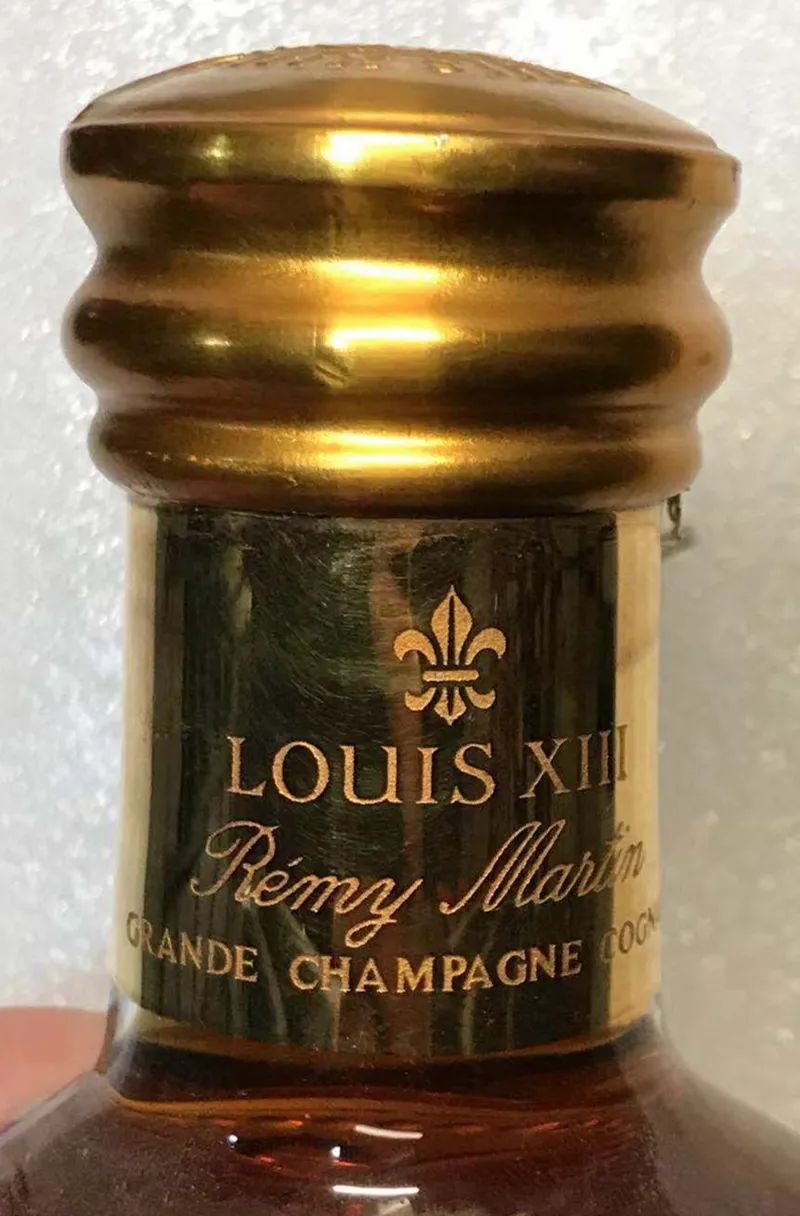 LOUIS XIII
Rémy Martin
GRANDE CHAMPAGNE